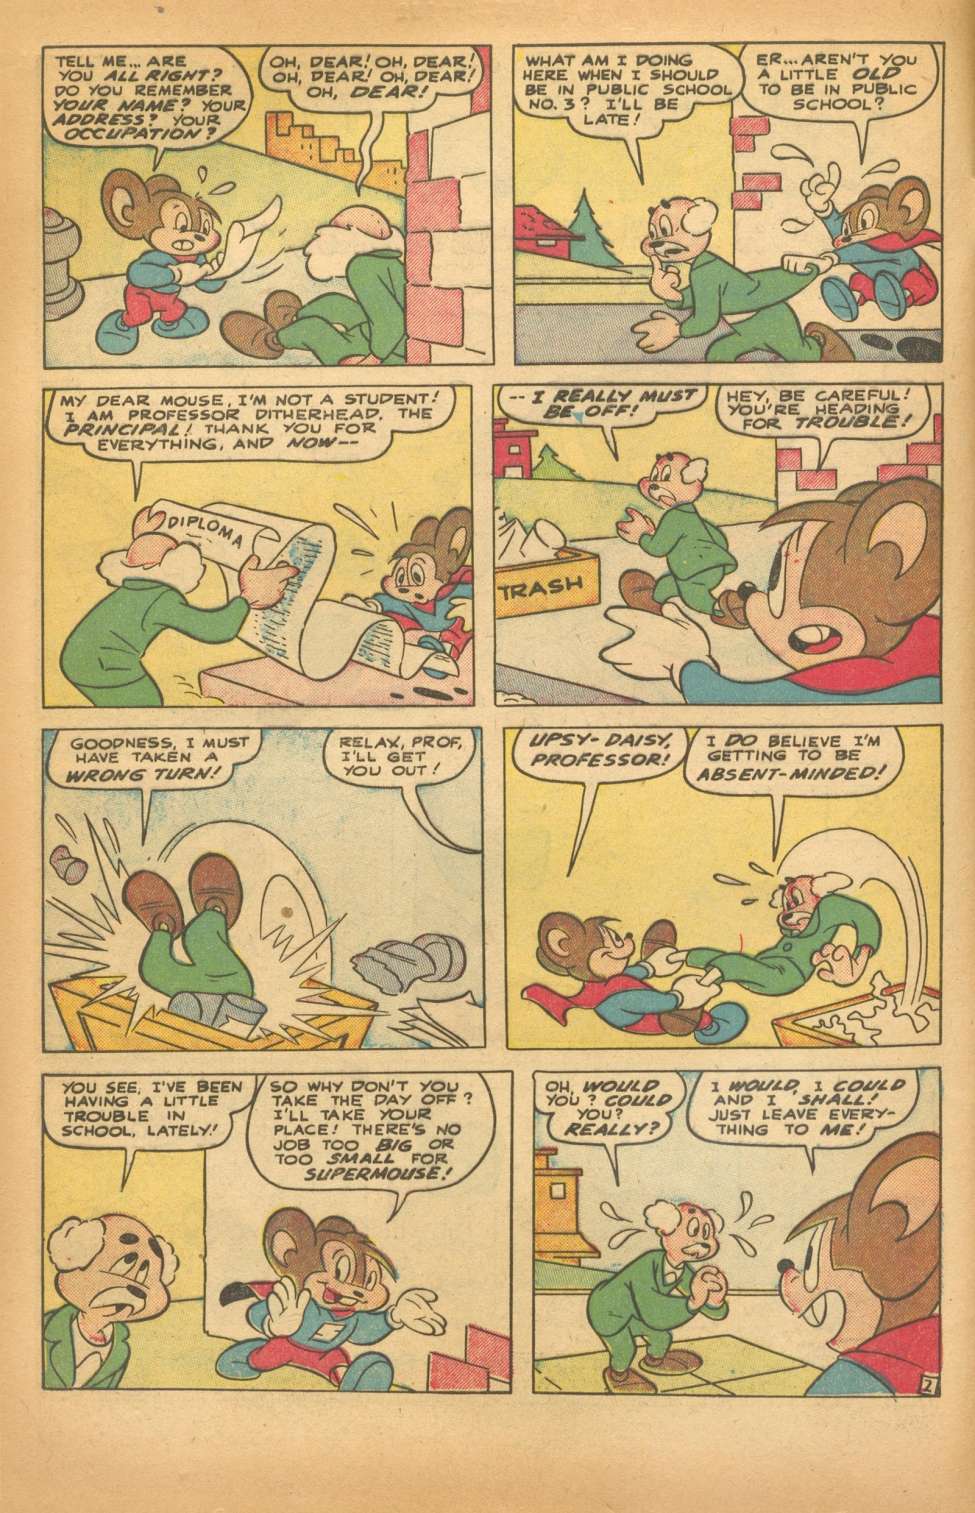 TELL ME... ARE
YOU ALL RIGHT?
DO YOU REMEMBER
YOUR NAME? YOUR
ADDRESS? YOUR
OCCUPATION?
OH, DEAR! OH, DEAR!
OH, DEAR! OH, DEAR!
OH, DEAR!
WHAT AM I DOING
HERE WHEN I SHOULD
BE IN PUBLIC SCHOOL
NO. 3? I'LL BE
LATE!
ER... AREN'T YOU
A LITTLE OLD
TO BE IN PUBLIC
SCHOOL?
MY DEAR MOUSE, I'M NOT A STUDENT!
I AM PROFESSOR DITHERHEAD, THE
PRINCIPAL! THANK YOU FOR
EVERYTHING, AND NOW--
DIPLOMA
-- I REALLY MUST
BE OFF!
HEY, BE CAREFUL!
YOU'RE HEADING
FOR TROUBLE!
TRASH
GOODNESS, I MUST
HAVE TAKEN A
WRONG TURN!
RELAX, PROF,
I'LL GET
YOU OUT!
UPSY-DAISY,
PROFESSOR!
I DO BELIEVE I'M
GETTING TO BE
ABSENT-MINDED!
YOU SEE, I'VE BEEN
HAVING A LITTLE
TROUBLE IN
SCHOOL, LATELY!
SO WHY DON'T YOU
TAKE THE DAY OFF?
I'LL TAKE YOUR
PLACE! THERE'S NO
JOB TOO BIG OR
TOO SMALL FOR
SUPERMOUSE!
OH, WOULD
YOU? COULD
YOU?
REALLY?
I WOULD, I COULD
AND I SHALL!
JUST LEAVE EVERY-
THING TO ME!
2